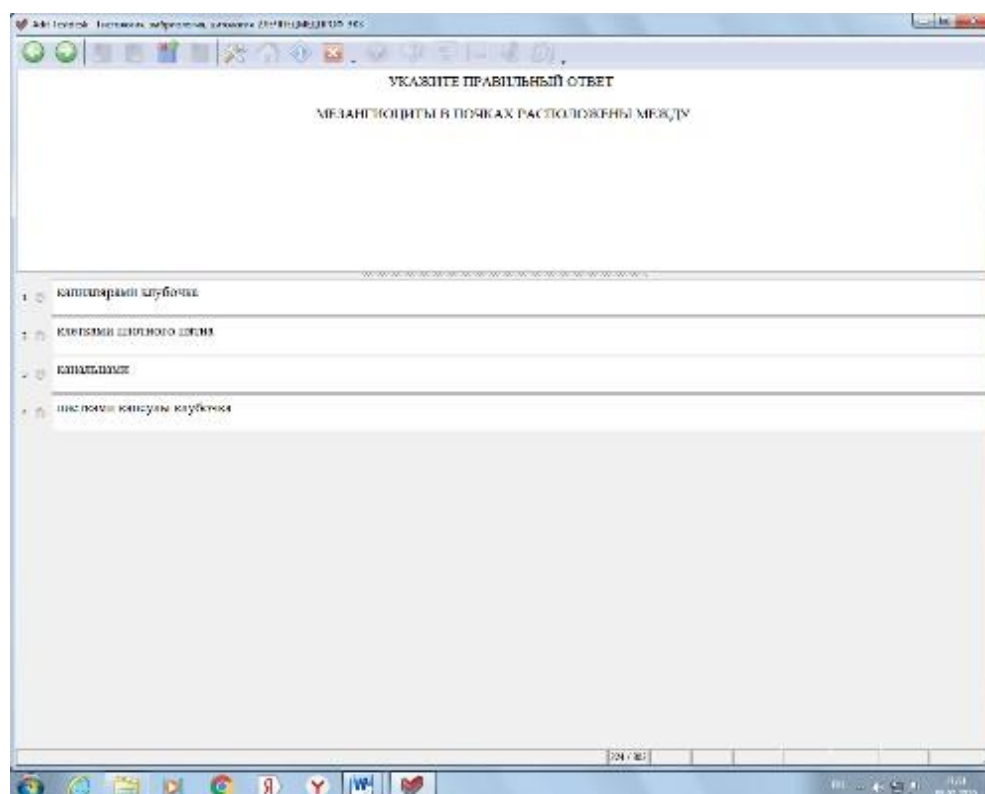 УКАЖИТЕ ПРАВИЛЬНЫЙ ОТВЕТ
МЕЗАНГИОЦИТЫ В ПОЧКАХ РАСПОЛОЖЕНЫ МЕЖДУ
капиллярами клубочка
клетками плотного пятна
канальцами
листками капсулы клубочка